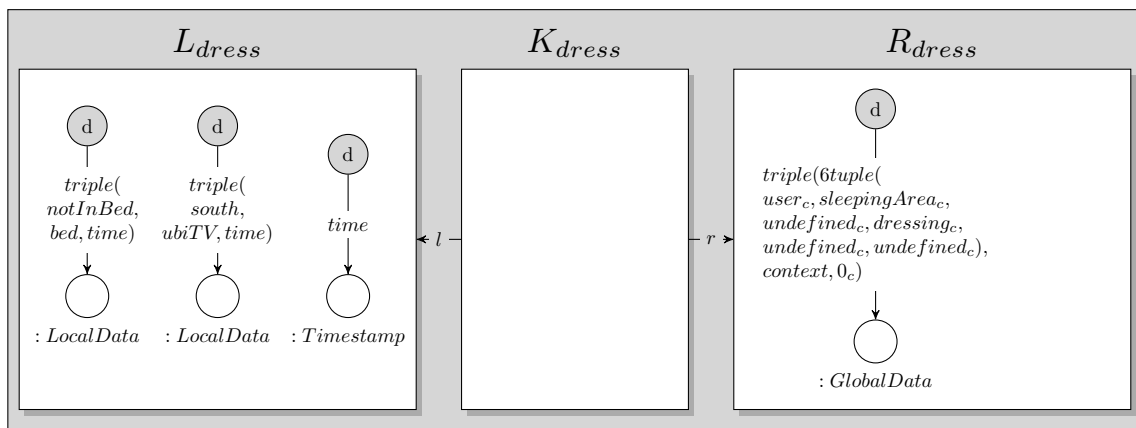 L_dress
K_dress
R_dress
d
triple(
notInBed,
bed, time)
: LocalData
d
triple(
south,
ubiTV, time)
: LocalData
d
time
: Timestamp
l
r
d
triple(6tuple(
user_c, sleepingArea_c,
undefined_c, dressing_c,
undefined_c, undefined_c),
context, 0_c)
: GlobalData